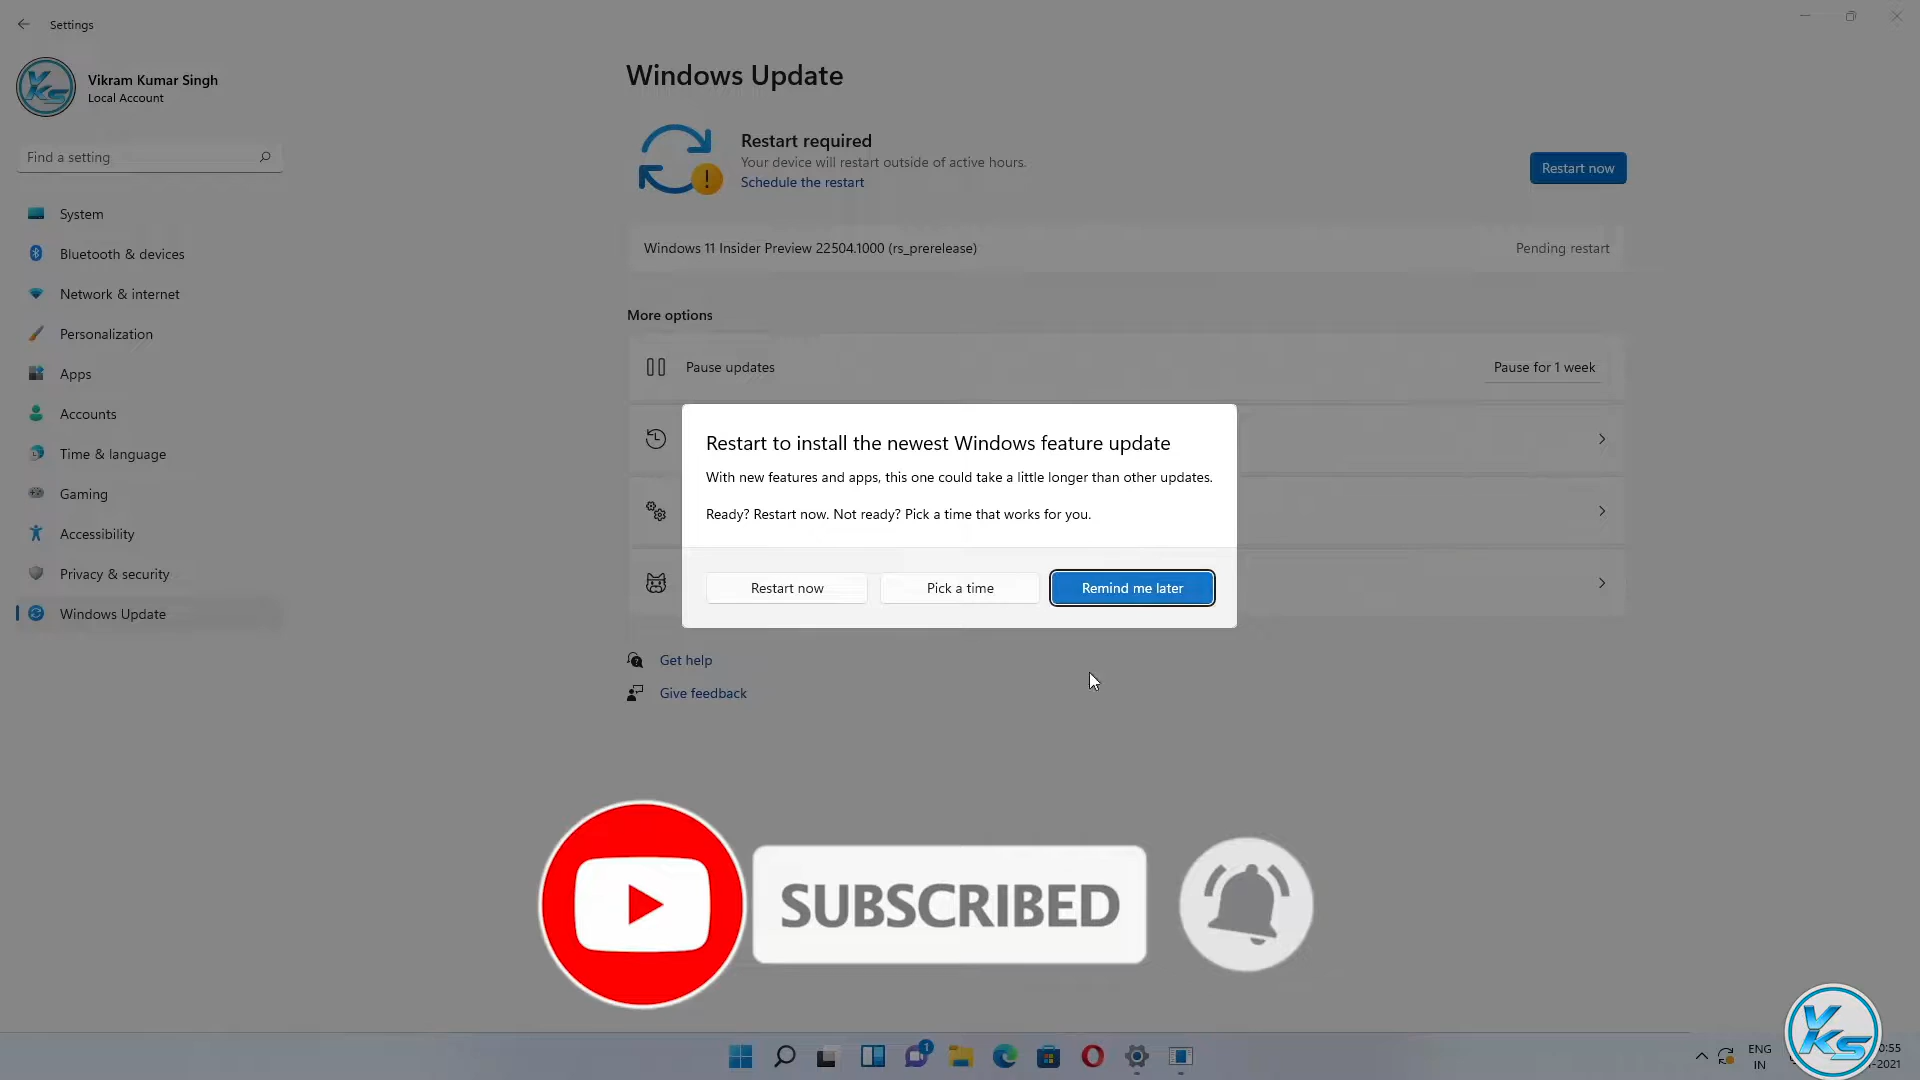 Settings
Vikram Kumar Singh
Local Account
Find a setting
System
Bluetooth & devices
Network & internet
Personalization
Apps
Accounts
Time & language
Gaming
Accessibility
Privacy & security
Windows Update
Windows Update
Restart required
Your device will restart outside of active hours.
Schedule the restart
Restart now
Windows 11 Insider Preview 22504.1000 (rs_prerelease)
Pending restart
More options
Pause updates
Pause for 1 week
Restart to install the newest Windows feature update
With new features and apps, this one could take a little longer than other updates.
Ready? Restart now. Not ready? Pick a time that works for you.
Restart now
Pick a time
Remind me later
Get help
Give feedback
SUBSCRIBED
1
ENG
IN
:55
-2021
VKS